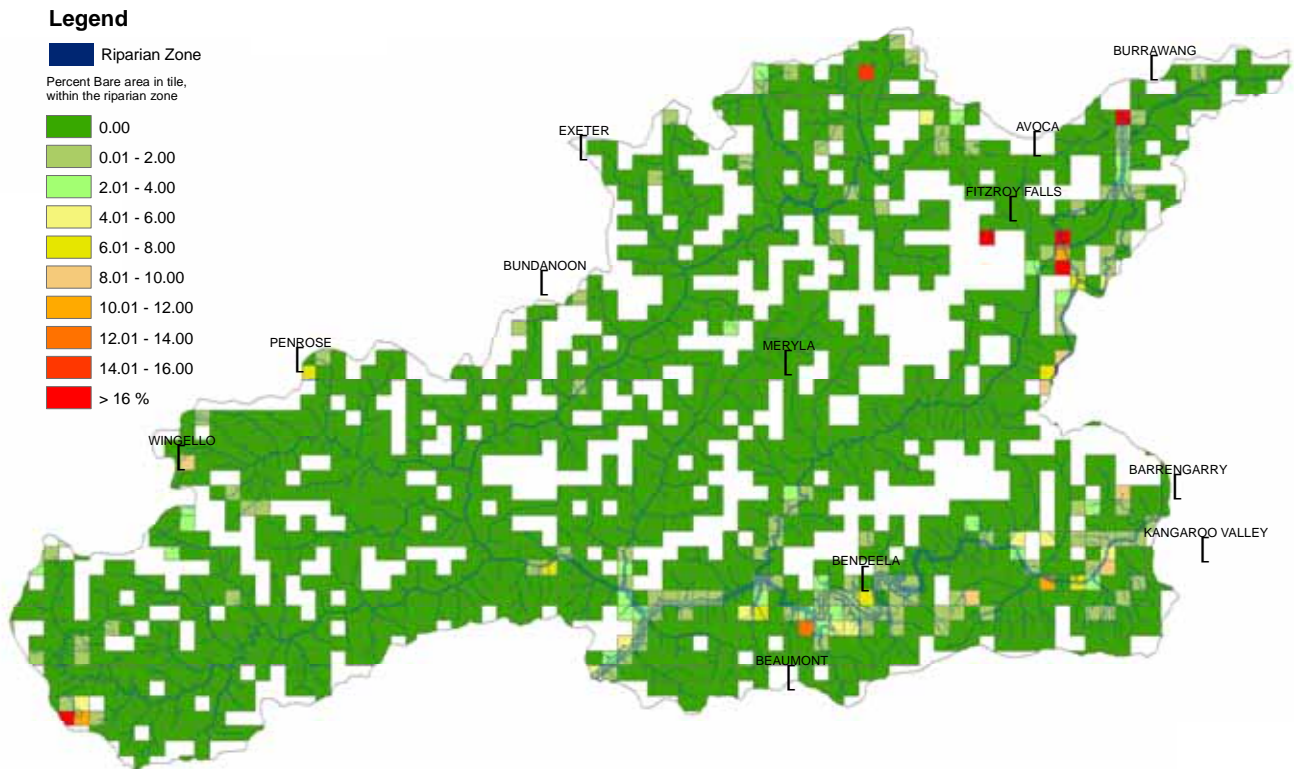 Legend
Riparian Zone
Percent Bare area in tile,
within the riparian zone
0.00
0.01 - 2.00
2.01 - 4.00
4.01 - 6.00
6.01 - 8.00
8.01 - 10.00
10.01 - 12.00
12.01 - 14.00
14.01 - 16.00
> 16 %
BURRAWANG
EXETER
AVOCA
FITZROY FALLS
BUNDANOON
PENROSE
MERYLA
WINGELLO
BARRENGARRY
KANGAROO VALLEY
BENDEELA
BEAUMONT